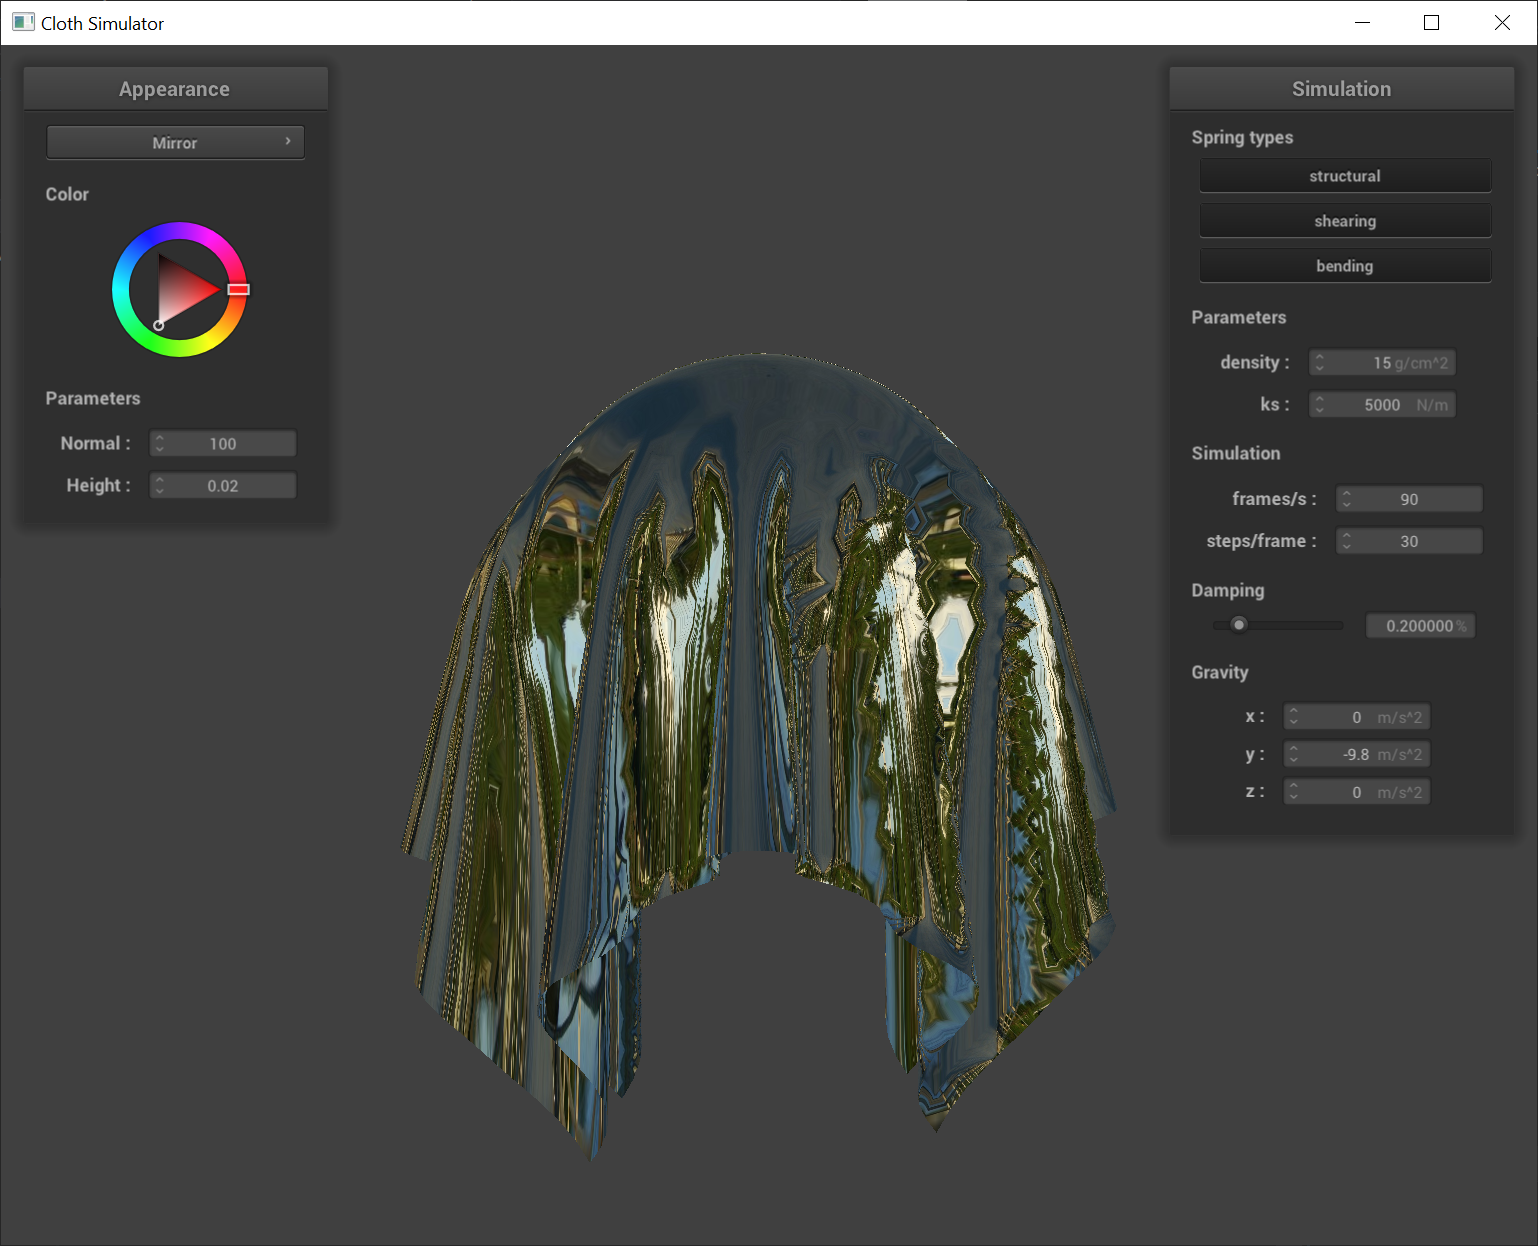 Cloth Simulator
Appearance
Mirror
Color
Parameters
Normal : 100
Height : 0.02
Simulation
Spring types
structural
shearing
bending
Parameters
density : 15 g/cm^2
ks : 5000 N/m
Simulation
frames/s : 90
steps/frame : 30
Damping
0.200000 %
Gravity
x : 0 m/s^2
y : -9.8 m/s^2
z : 0 m/s^2